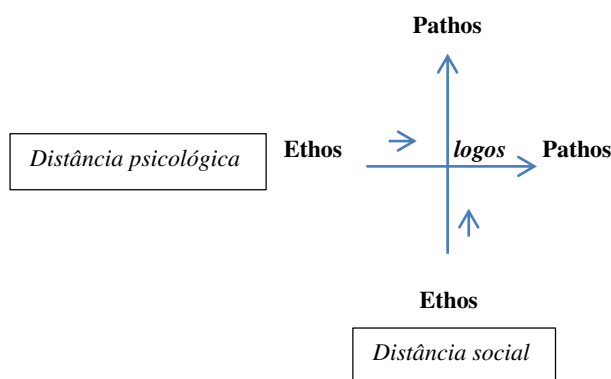 Pathos
Distância psicológica
Ethos
logos
Pathos
Ethos
Distância social